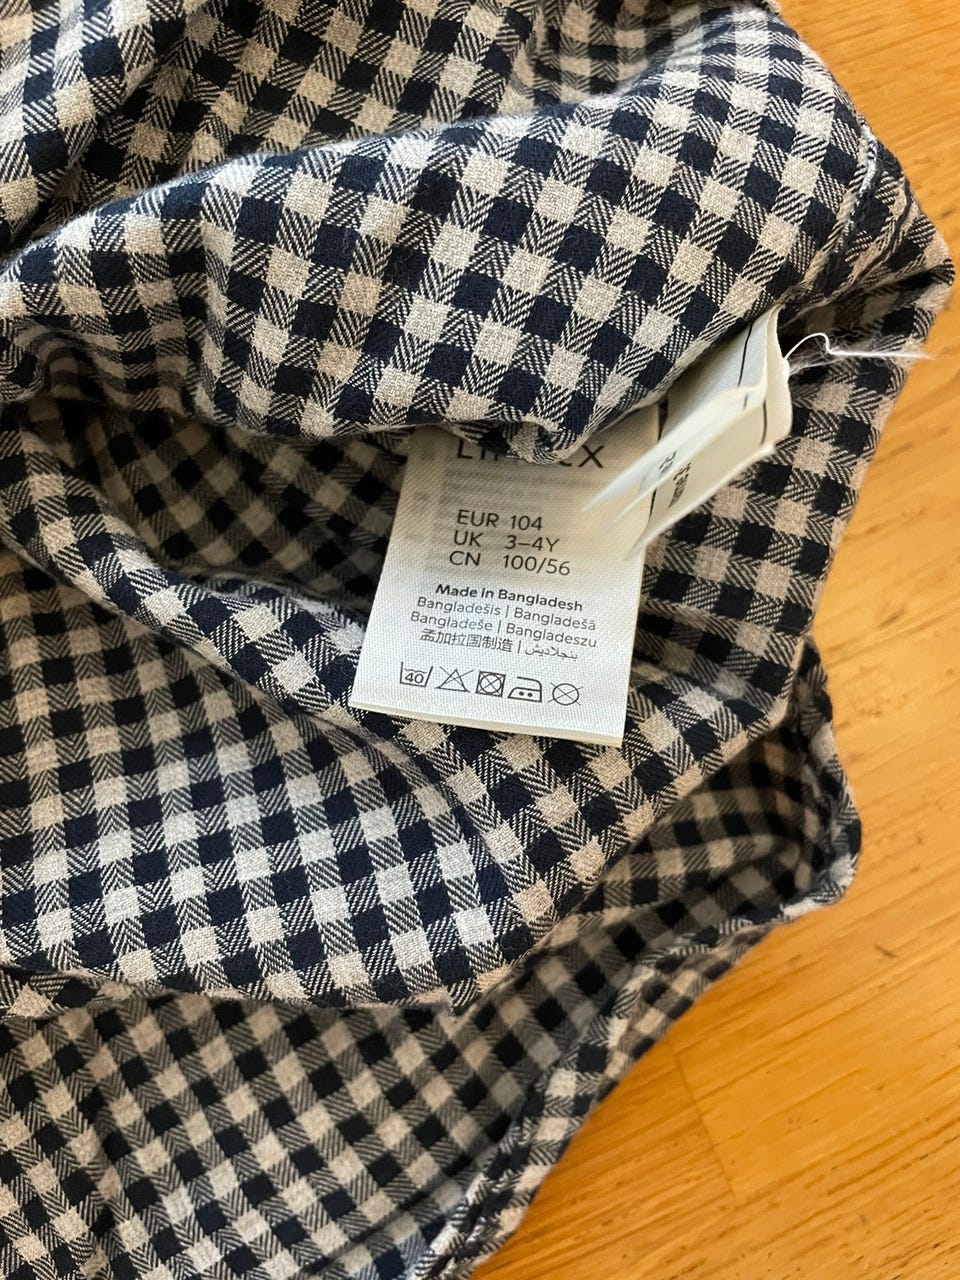 EUR 104
UK 3–4Y
CN 100/56
Made in Bangladesh
Bangladešis | Bangladešā
Bangladeše | Bangladeszu
孟加拉国制造 | بنجلاديش
40